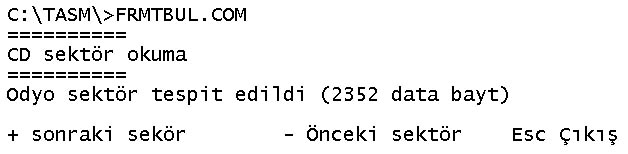 C:\TASM\>FRMTBUL.COM
==========
CD sektör okuma
==========
Odyo sektör tespit edildi (2352 data bayt)
+ sonraki sekör - Önceki sektör Esc Çıkış